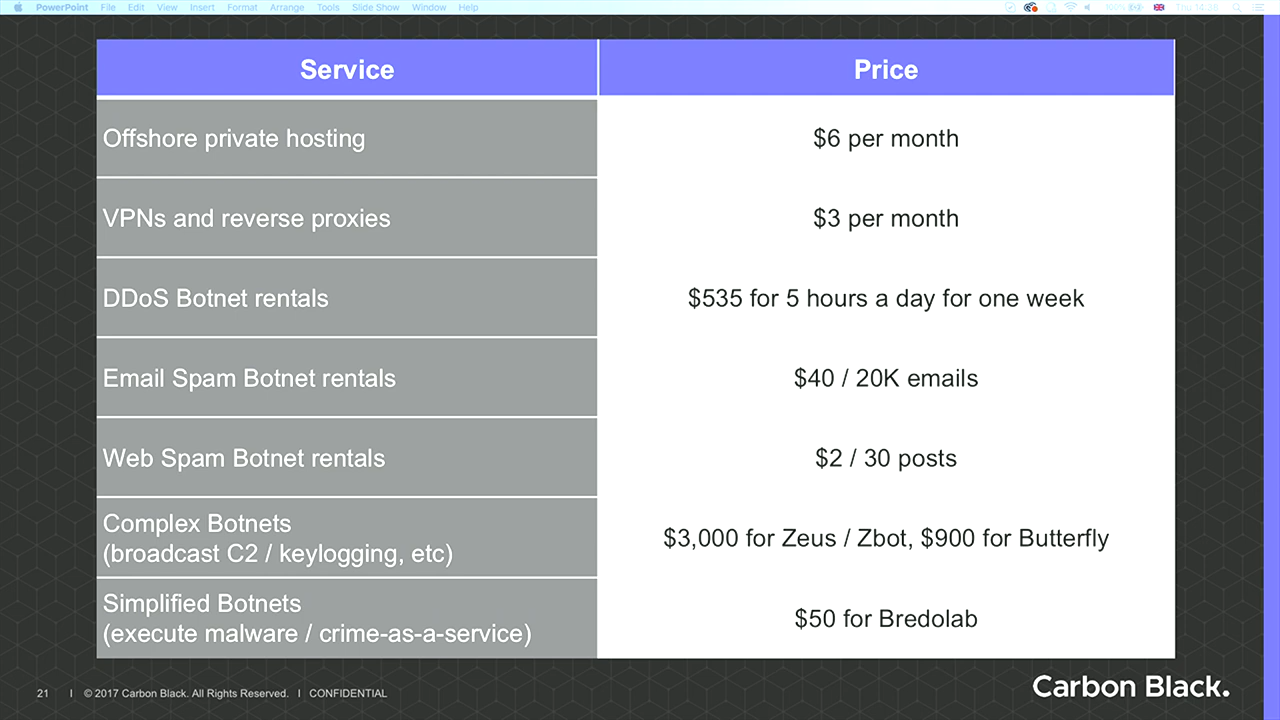 PowerPoint File Edit View Insert Format Arrange Tools Slide Show Window Help 100% Thu 14:38
Service Price
Offshore private hosting $6 per month
VPNs and reverse proxies $3 per month
DDoS Botnet rentals $535 for 5 hours a day for one week
Email Spam Botnet rentals $40 / 20K emails
Web Spam Botnet rentals $2 / 30 posts
Complex Botnets
(broadcast C2 / keylogging, etc) $3,000 for Zeus / Zbot, $900 for Butterfly
Simplified Botnets
(execute malware / crime-as-a-service) $50 for Bredolab
21 I © 2017 Carbon Black. All Rights Reserved. I CONFIDENTIAL
Carbon Black.